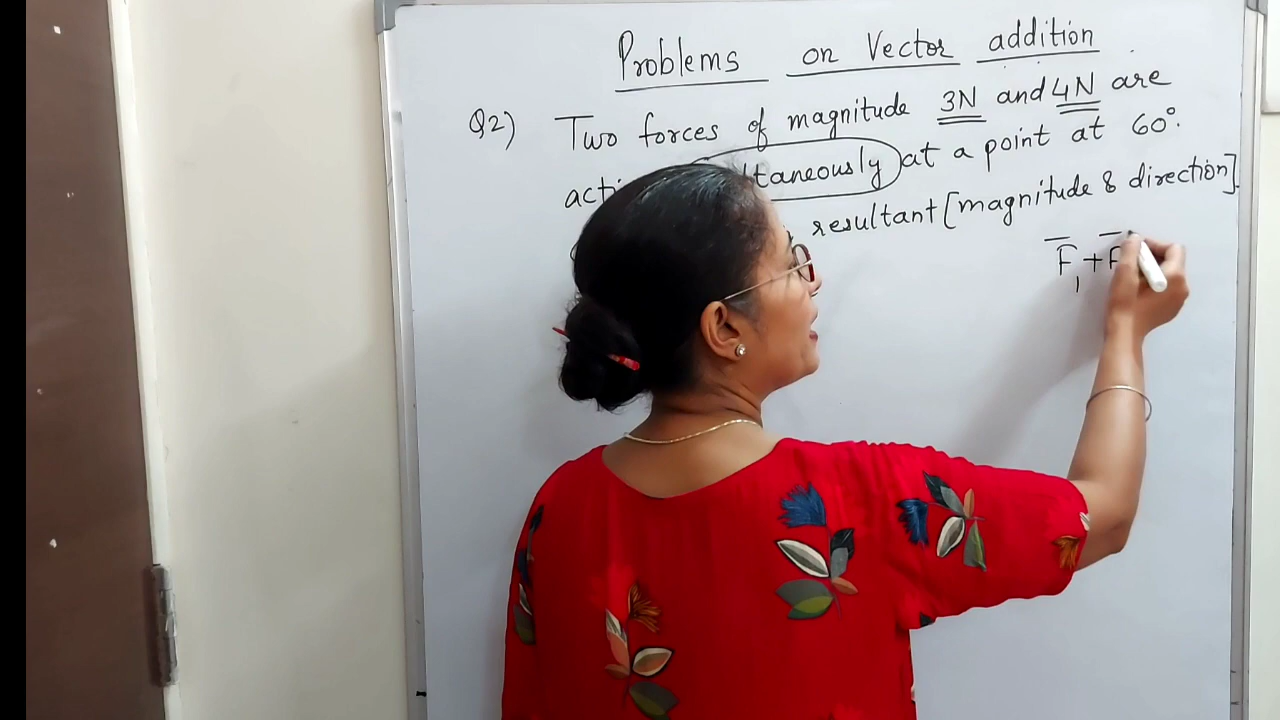 Problems on Vector addition
Q2) Two forces of magnitude 3N and 4N are
at a point at 60°.
resultant [magnitude & direction].
F̅₁ + F̅